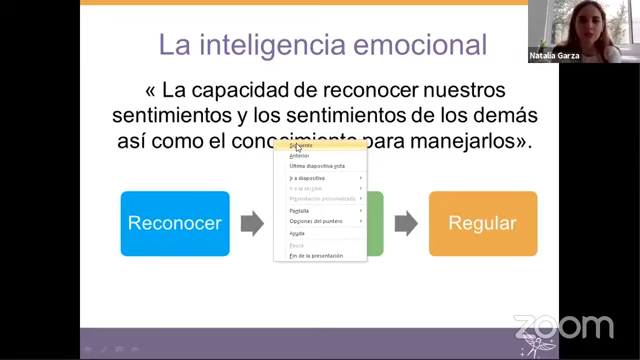 La inteligencia emocional
Natalia Garza
« La capacidad de reconocer nuestros
sentimientos y los sentimientos de los demás
así como el conocimiento para manejarlos».
Siguiente
Anterior
Última diapositiva vista
Ir a diapositiva
Ir a la sección
Presentación personalizada
Pantalla
Opciones del puntero
Ayuda
Pausa
Fin de la presentación
Reconocer
Regular
zoom